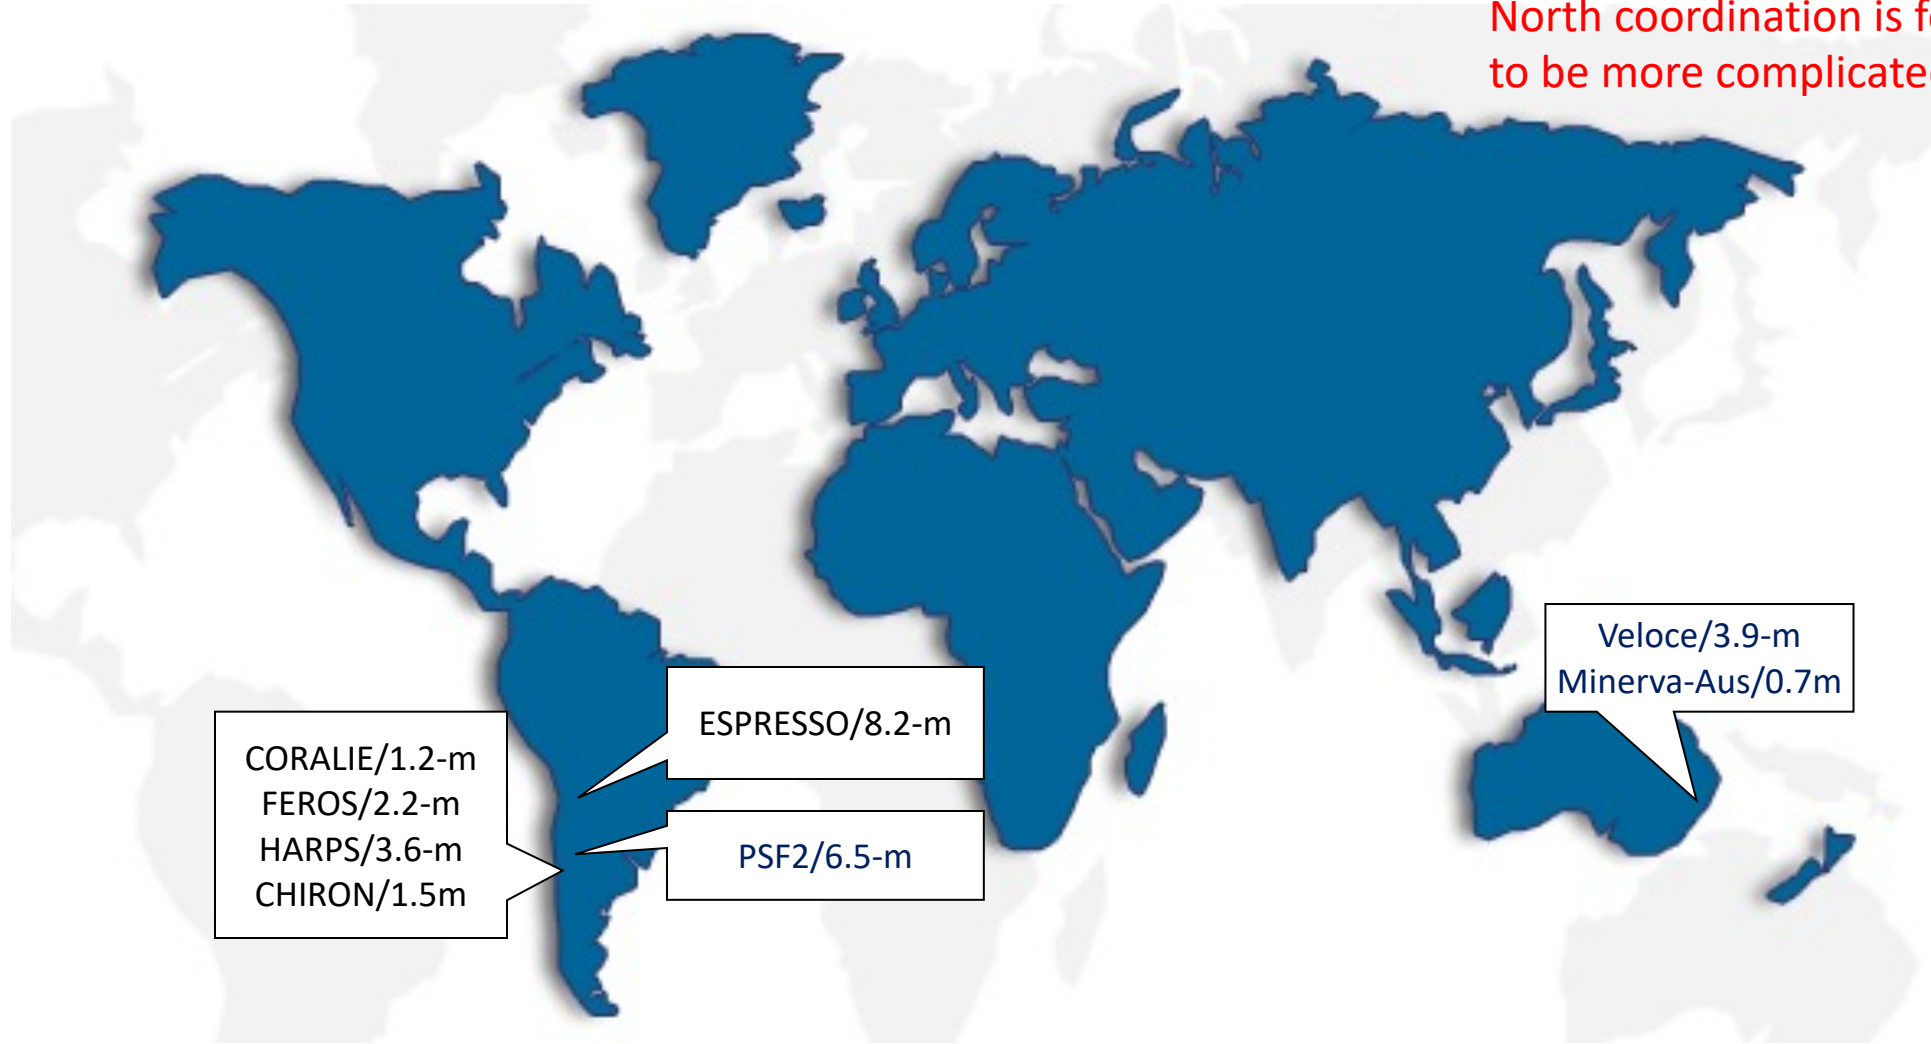 North coordination is
to be more complicated
Veloce/3.9-m
Minerva-Aus/0.7m
ESPRESSO/8.2-m
CORALIE/1.2-m
FEROS/2.2-m
HARPS/3.6-m
CHIRON/1.5m
PSF2/6.5-m